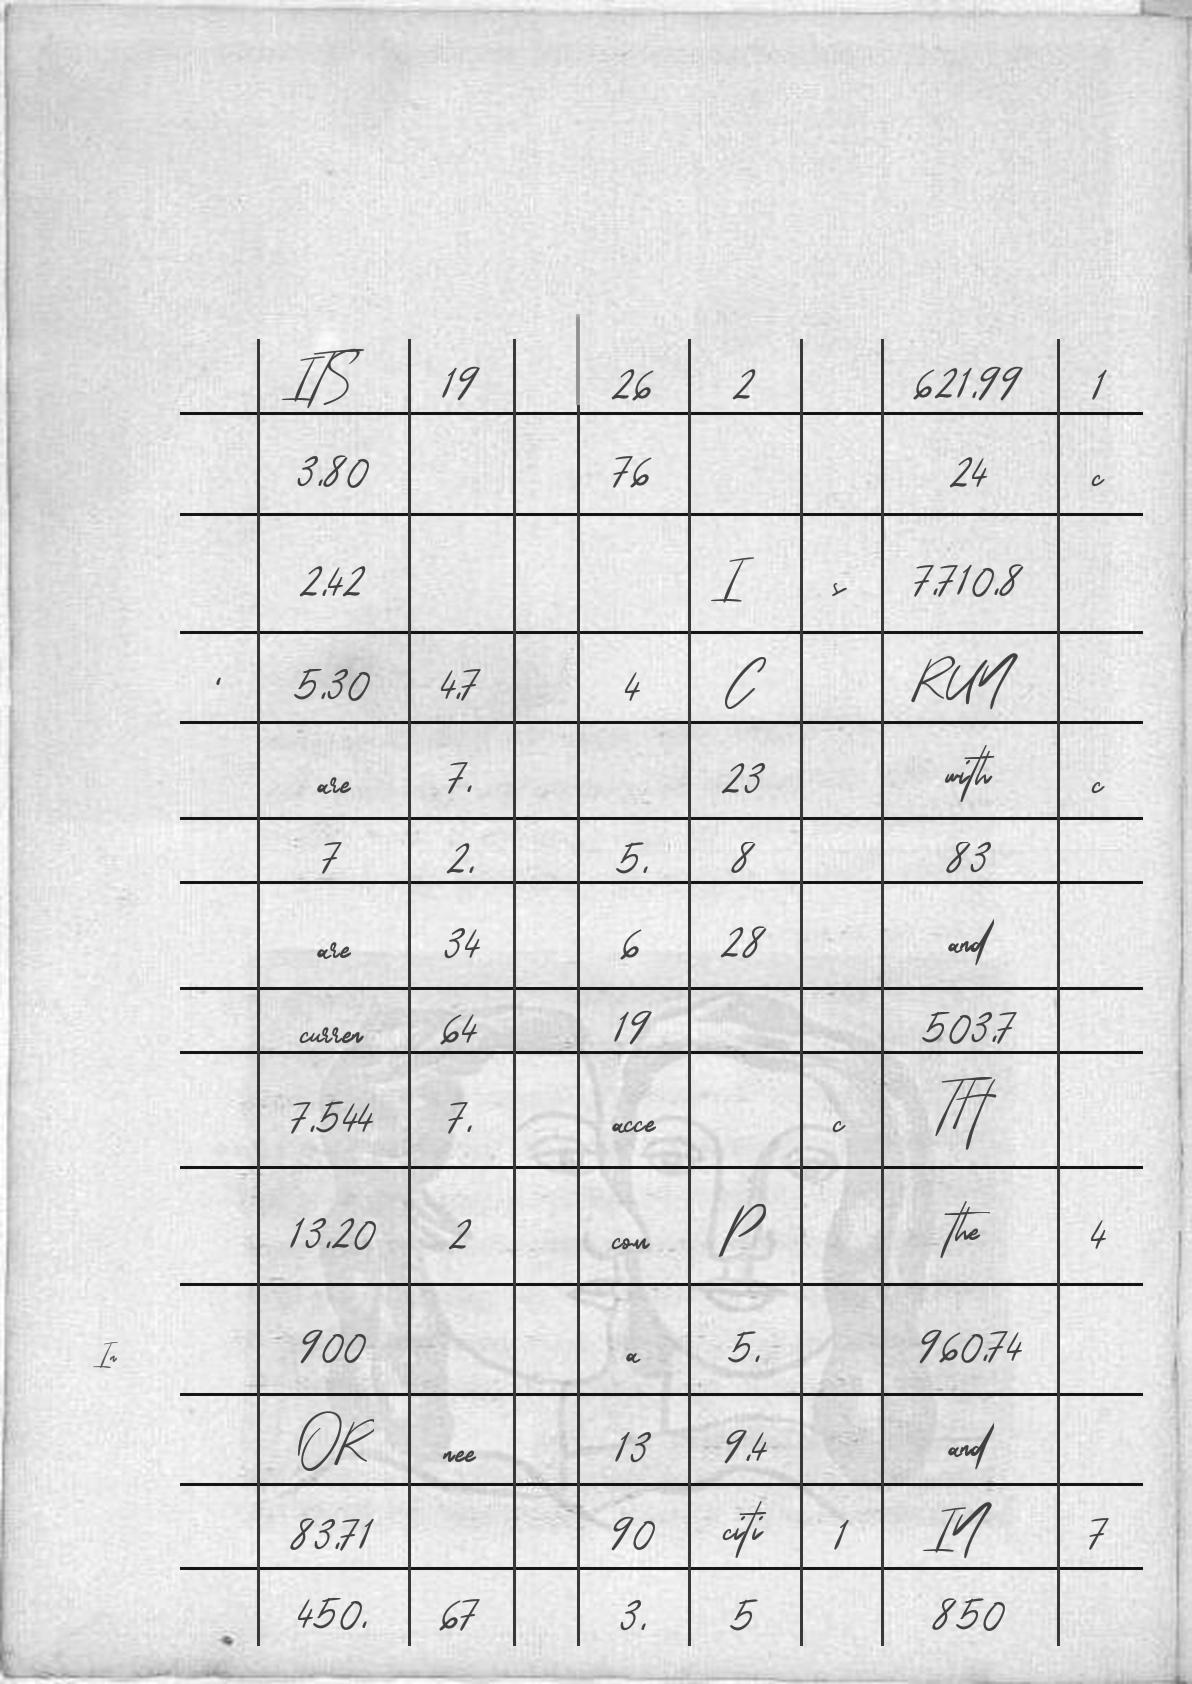 ITS 19 26 2 621.99 1
3.80 76 24 c
2.42 I s 7.710.8
' 5.30 4.7 4 C RUM
are 7. 23 with c
7 2. 5. 8 83
are 34 6 28 and
curren 64 19 503.7
7.544 7. acce c
13.20 2 con P the 4
In 900 a 5. 960.74
OR nee 13 9.4 and
83.71 90 citi 1 IN 7
450. 67 3. 5 850